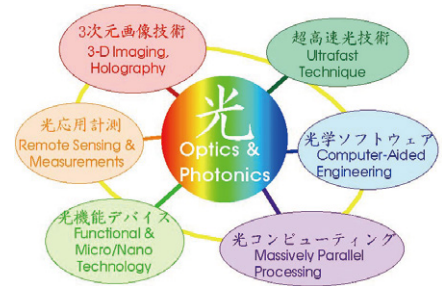 3次元画像技術
3-D Imaging,
Holography
超高速光技術
Ultrafast
Technique
光応用計測
Remote Sensing &
Measurements
光
Optics &
Photonics
光学ソフトウェア
Computer-Aided
Engineering
光機能デバイス
Functional &
Micro/Nano
Technology
光コンピューティング
Massively Parallel
Processing